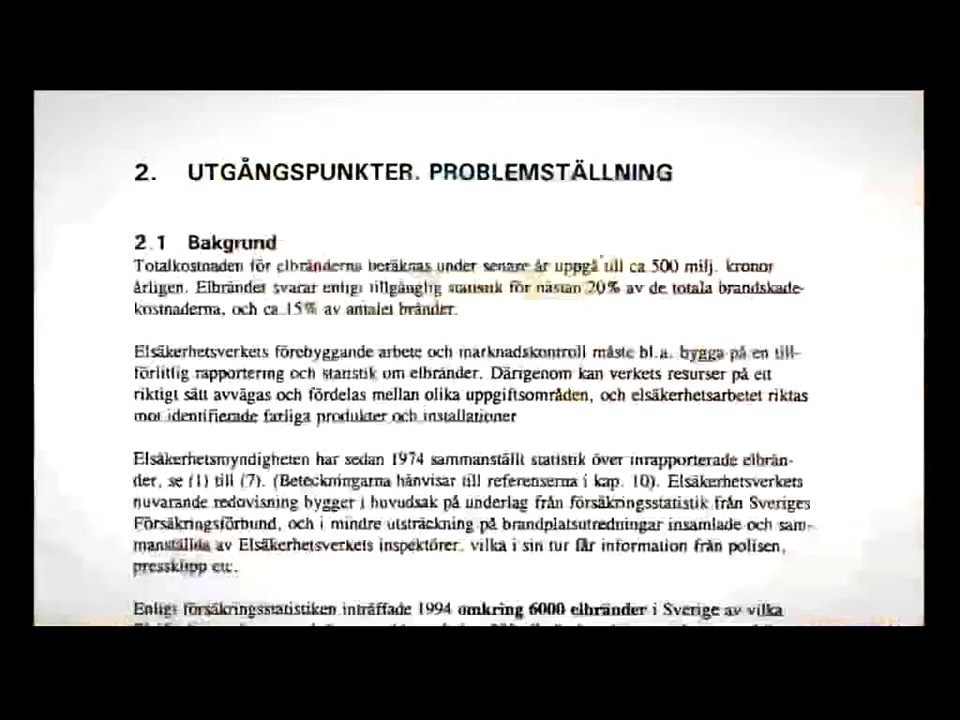 2. UTGÅNGSPUNKTER. PROBLEMSTÄLLNING
2.1 Bakgrund
Totalkostnaden för elbränderna beräknas under senare år uppgå till ca 500 milj. kronor
årligen. Elbränder svarar enligt tillgänglig statistik för nästan 20% av de totala brandskade-
kostnaderna, och ca 15% av antalet bränder.
Elsäkerhetsverkets förebyggande arbete och marknadskontroll måste bl.a. bygga på en till-
förlitlig rapportering och statistik om elbränder. Därigenom kan verkets resurser på ett
riktigt sätt avvägas och fördelas mellan olika uppgiftsområden, och elsäkerhetsarbetet riktas
mot identifierade farliga produkter och installationer
Elsäkerhetsmyndigheten har sedan 1974 sammanställt statistik över inrapporterade elbrän-
der, se (1) till (7). (Beteckningarna hänvisar till referenserna i kap. 10). Elsäkerhetsverkets
nuvarande redovisning bygger i huvudsak på underlag från försäkringsstatistik från Sveriges
Försäkringsförbund, och i mindre utsträckning på brandplatsutredningar insamlade och sam-
manställda av Elsäkerhetsverkets inspektörer, vilka i sin tur får information från polisen,
pressklipp etc.
Enligt försäkringsstatistiken inträffade 1994 omkring 6000 elbränder i Sverige av vilka